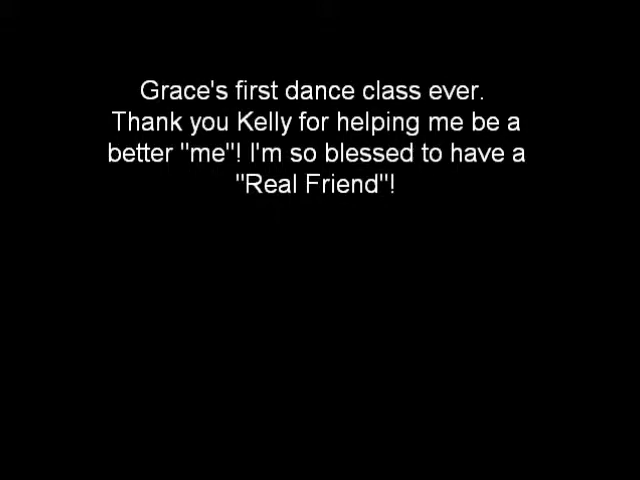 Grace's first dance class ever.
Thank you Kelly for helping me be a
better "me"! I'm so blessed to have a
"Real Friend"!